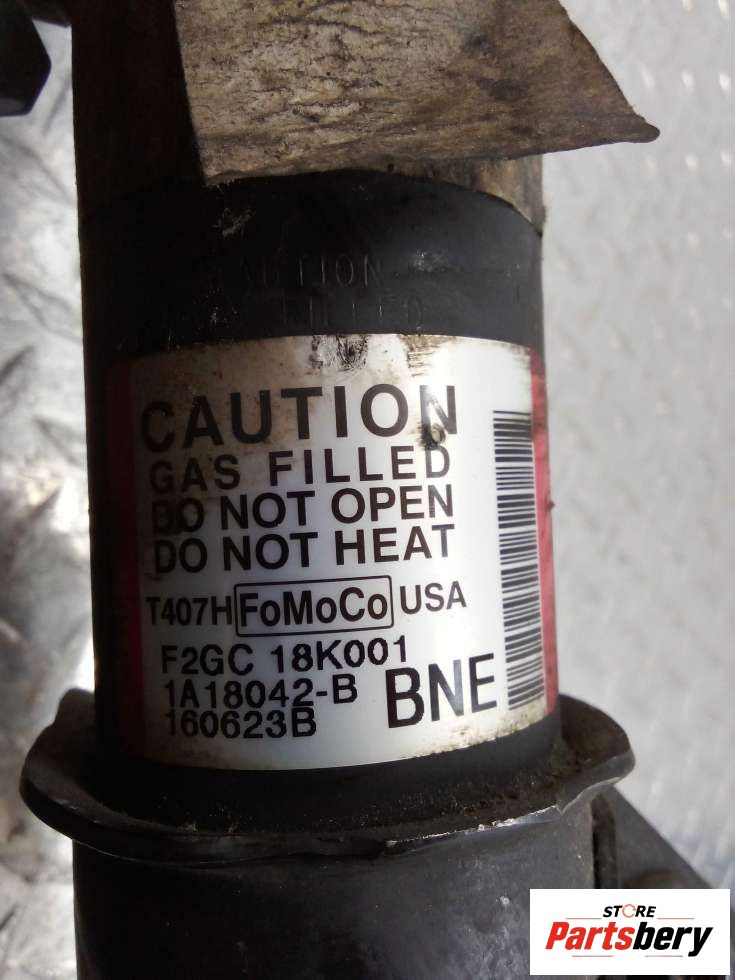 FILLED
CAUTION
GAS FILLED
DO NOT OPEN
DO NOT HEAT
T407H FoMoCo USA
F2GC 18K001
1A18042-B
160623B
BNE
STORE
Partsbery